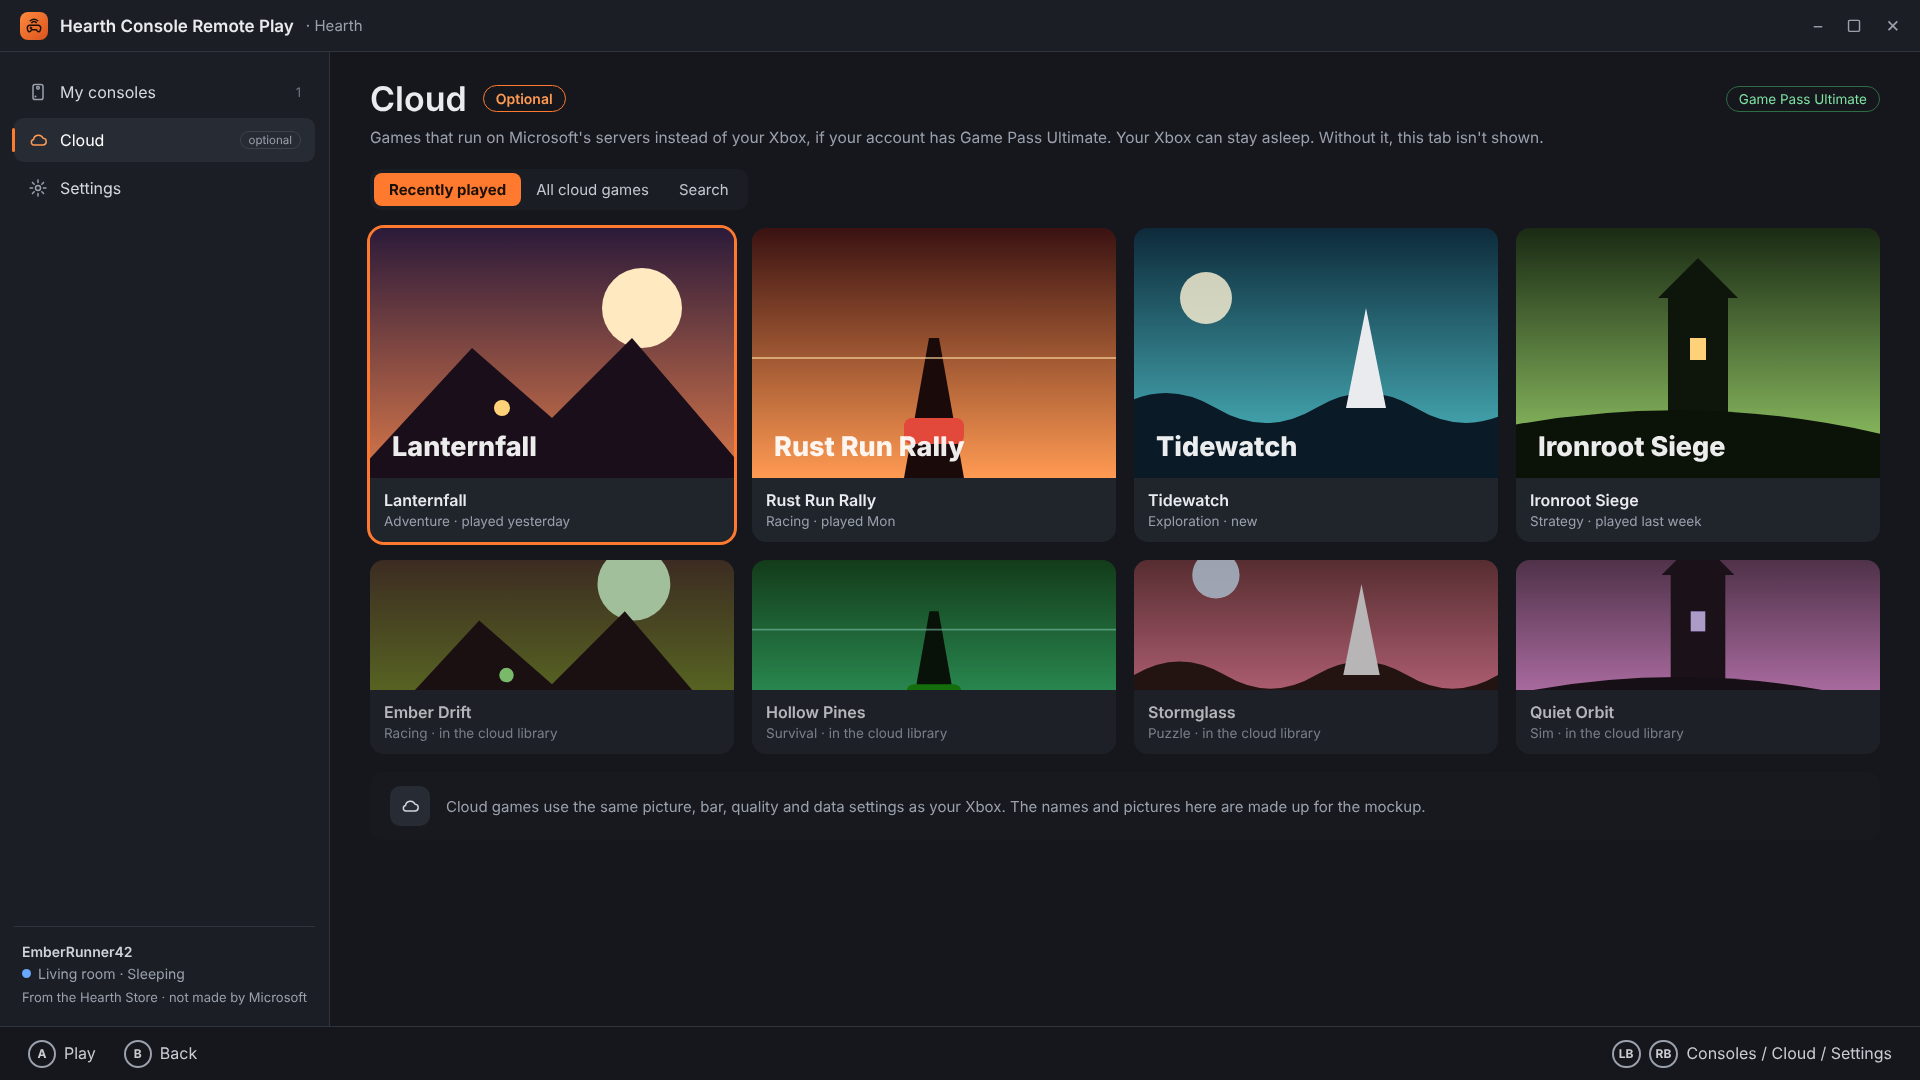 Hearth Console Remote Play · Hearth
My consoles 1
Cloud optional
Settings
Cloud Optional Game Pass Ultimate
Games that run on Microsoft's servers instead of your Xbox, if your account has Game Pass Ultimate. Your Xbox can stay asleep. Without it, this tab isn't shown.
Recently played All cloud games Search
Lanternfall
Rust Run Rally
Tidewatch
Ironroot Siege
Lanternfall
Adventure · played yesterday
Rust Run Rally
Racing · played Mon
Tidewatch
Exploration · new
Ironroot Siege
Strategy · played last week
Ember Drift
Racing · in the cloud library
Hollow Pines
Survival · in the cloud library
Stormglass
Puzzle · in the cloud library
Quiet Orbit
Sim · in the cloud library
Cloud games use the same picture, bar, quality and data settings as your Xbox. The names and pictures here are made up for the mockup.
EmberRunner42
Living room · Sleeping
From the Hearth Store · not made by Microsoft
A Play B Back
LB RB Consoles / Cloud / Settings